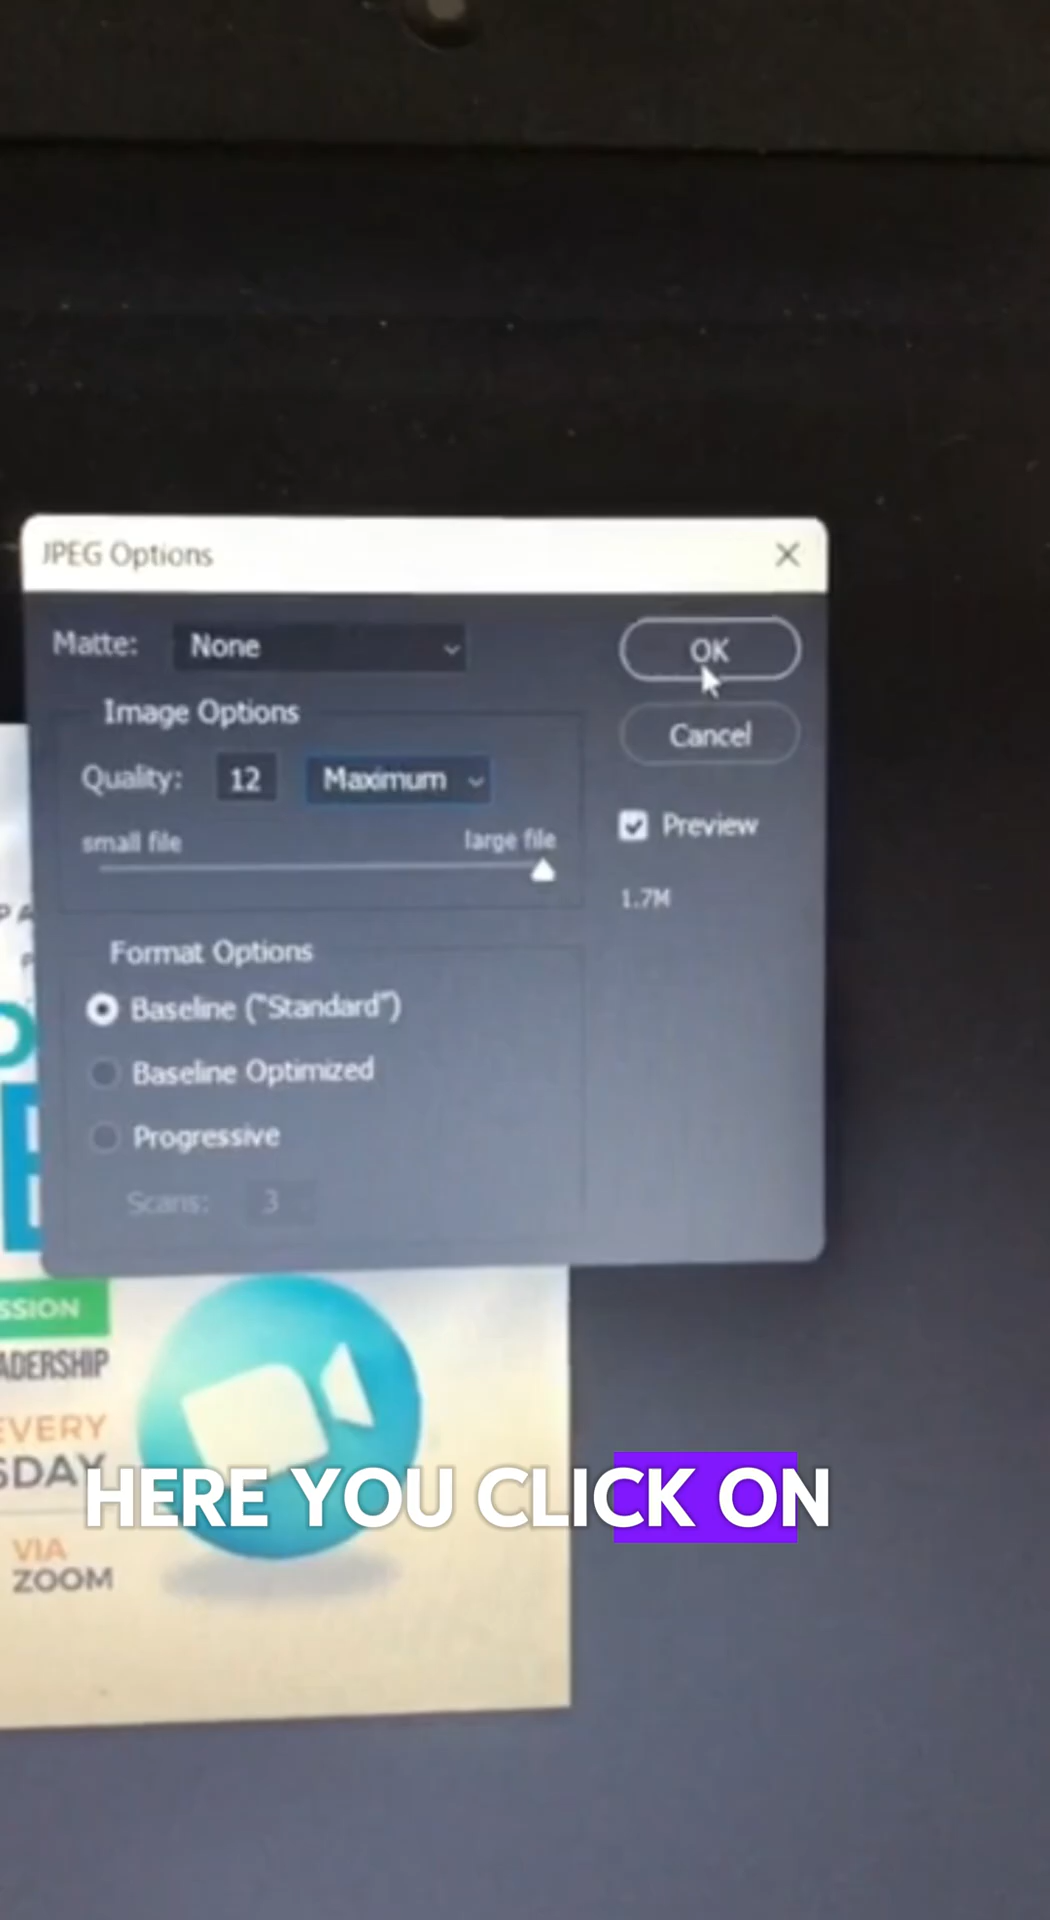 JPEG Options
Matte: None
OK
Image Options
Cancel
Quality: 12 Maximum
Preview
small file large file
1.7M
Format Options
Baseline ("Standard")
Baseline Optimized
Progressive
Scans: 3
SSION
ADERSHIP
EVERY
SDAY
HERE YOU CLICK ON
VIA
ZOOM